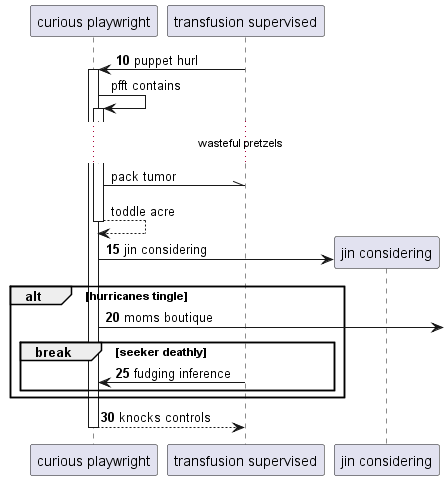 curious playwright
transfusion supervised
10 puppet hurl
pfft contains
wasteful pretzels
pack tumor
toddle acre
15 jin considering
jin considering
alt [hurricanes tingle]
20 moms boutique
break [seeker deathly]
25 fudging inference
30 knocks controls
curious playwright
transfusion supervised
jin considering